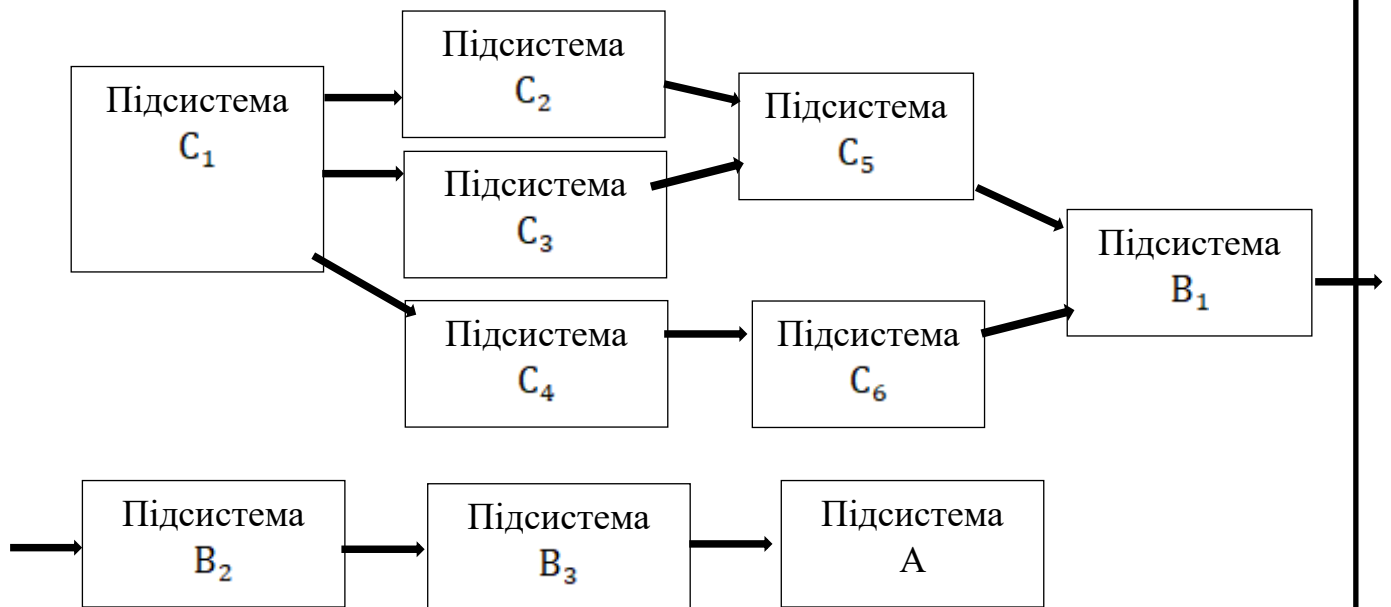 Підсистема
C₁
Підсистема
C₂
Підсистема
C₃
Підсистема
C₄
Підсистема
C₅
Підсистема
C₆
Підсистема
B₁
Підсистема
B₂
Підсистема
B₃
Підсистема
А